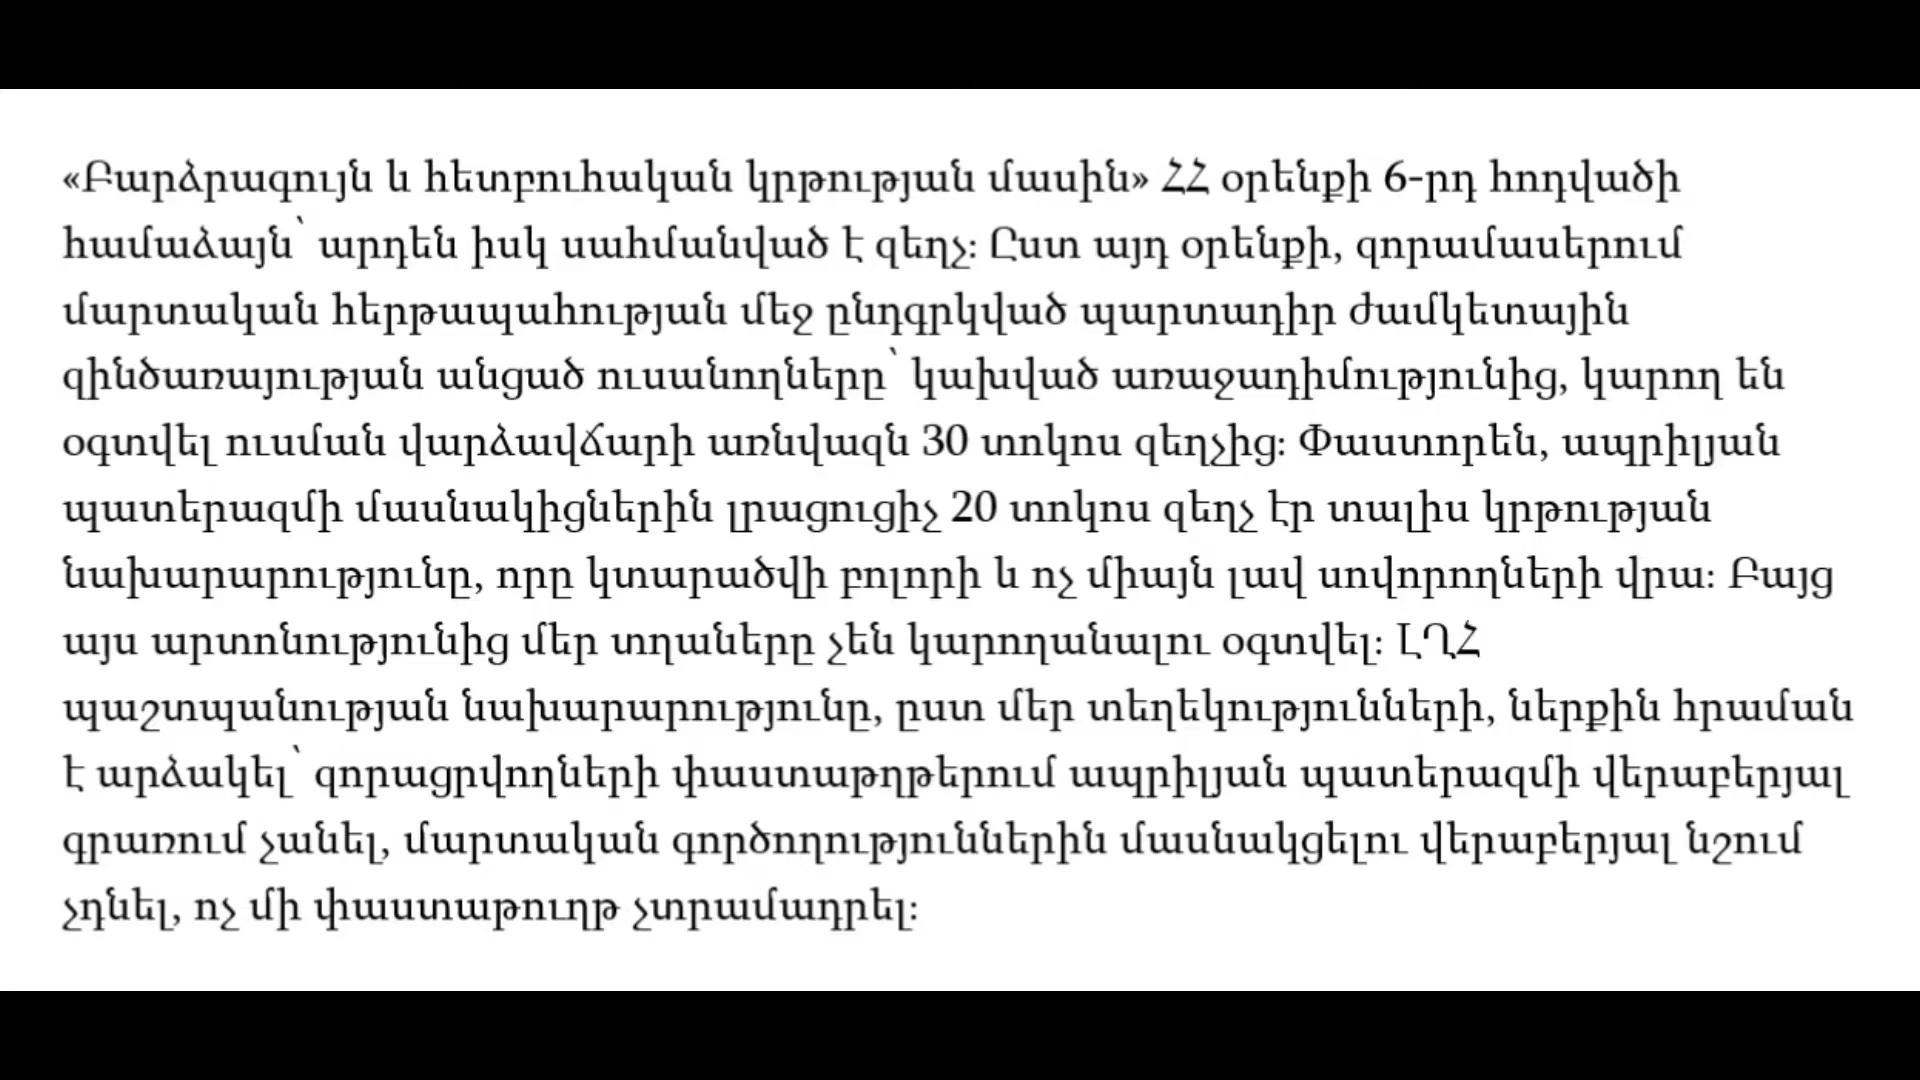 «Բարձրագույն և հետբուհական կրթության մասին» ՀՀ օրենքի 6-րդ հոդվածի
համաձայն՝ արդեն իսկ սահմանված է զեղչ։ Ըստ այդ օրենքի, զորամասերում
մարտական հերթապահության մեջ ընդգրկված պարտադիր ժամկետային
զինծառայության անցած ուսանողները՝ կախված առաջադիմությունից, կարող են
օգտվել ուսման վարձավճարի առնվազն 30 տոկոս զեղչից։ Փաստորեն, ապրիլյան
պատերազմի մասնակիցներին լրացուցիչ 20 տոկոս զեղչ էր տալիս կրթության
նախարարությունը, որը կտարածվի բոլորի և ոչ միայն լավ սովորողների վրա։ Բայց
այս արտոնությունից մեր տղաները չեն կարողանալու օգտվել։ ԼՂՀ
պաշտպանության նախարարությունը, ըստ մեր տեղեկությունների, ներքին հրաման
է արձակել՝ զորացրվողների փաստաթղթերում ապրիլյան պատերազմի վերաբերյալ
գրառում չանել, մարտական գործողություններին մասնակցելու վերաբերյալ նշում
չդնել, ոչ մի փաստաթուղթ չտրամադրել։